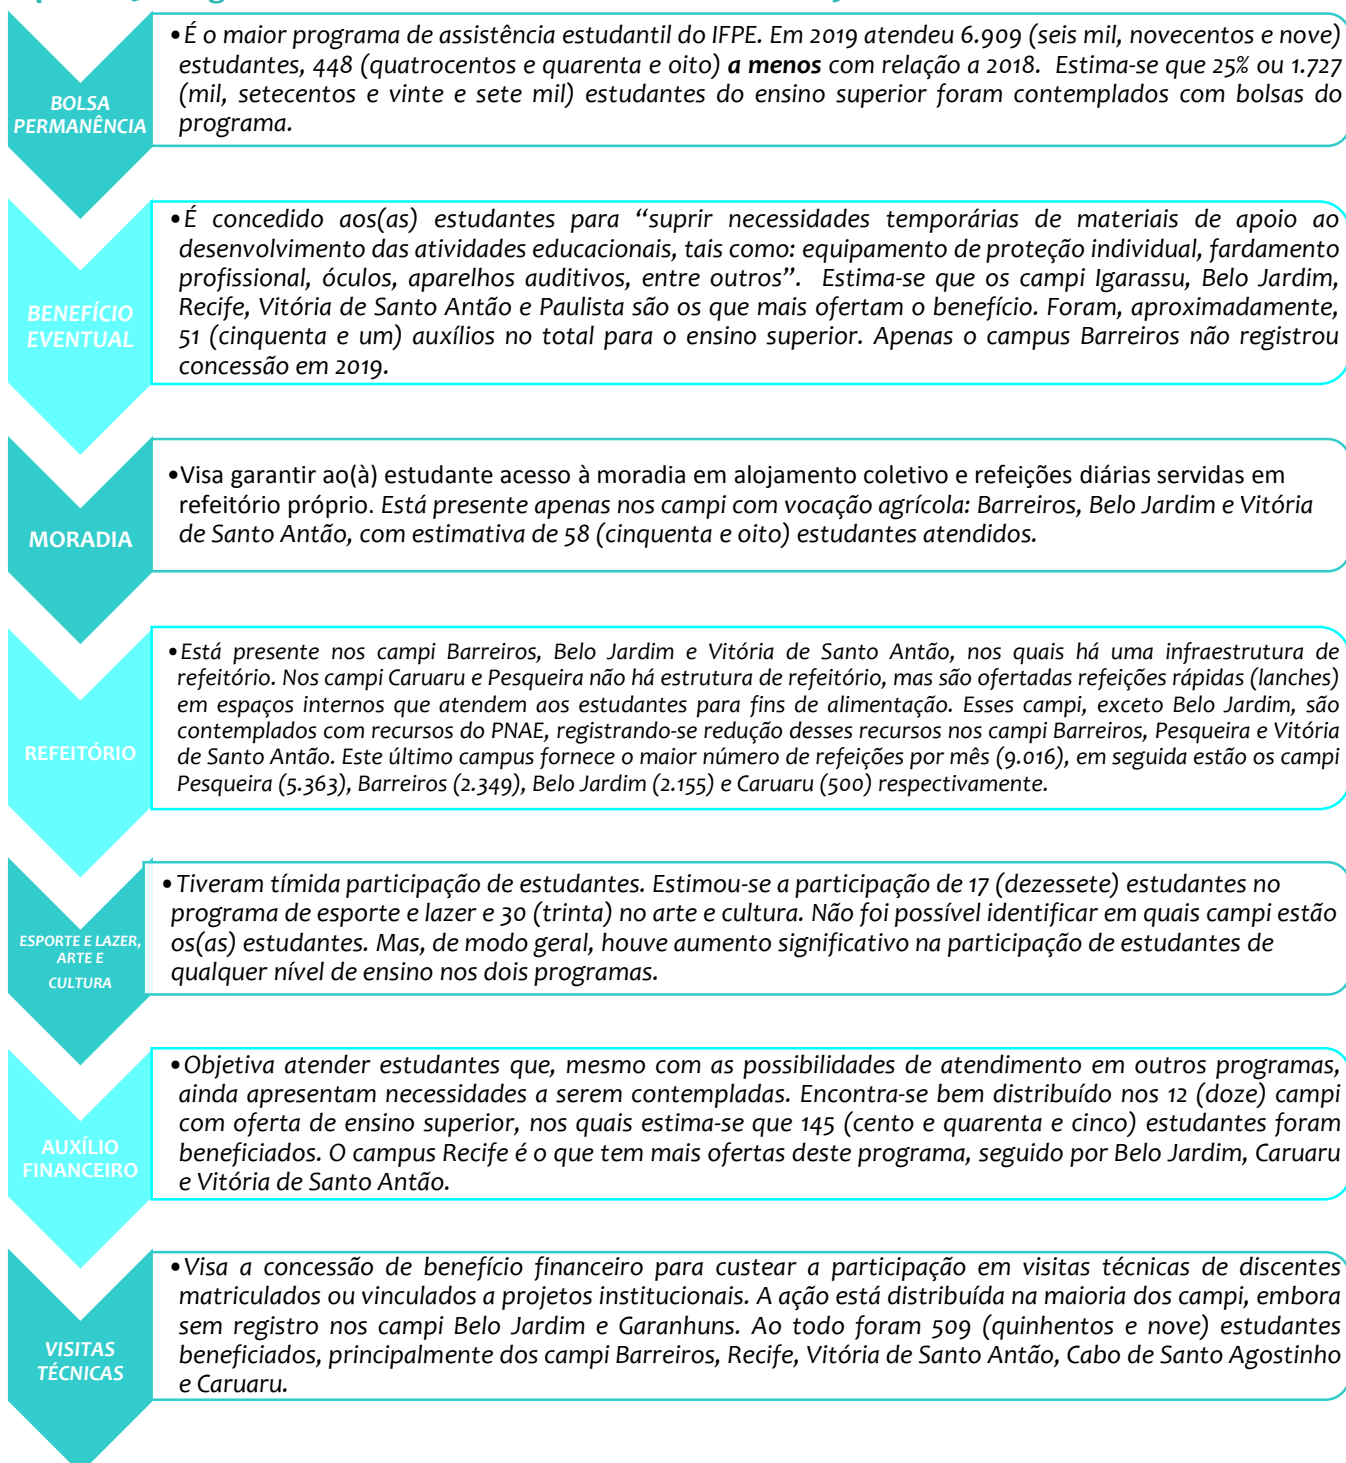 BOLSA
PERMANÊNCIA
•É o maior programa de assistência estudantil do IFPE. Em 2019 atendeu 6.909 (seis mil, novecentos e nove)
estudantes, 448 (quatrocentos e quarenta e oito) a menos com relação a 2018. Estima-se que 25% ou 1.727
(mil, setecentos e vinte e sete mil) estudantes do ensino superior foram contemplados com bolsas do
programa.
BENEFÍCIO
EVENTUAL
•É concedido aos(as) estudantes para “suprir necessidades temporárias de materiais de apoio ao
desenvolvimento das atividades educacionais, tais como: equipamento de proteção individual, fardamento
profissional, óculos, aparelhos auditivos, entre outros”. Estima-se que os campi Igarassu, Belo Jardim,
Recife, Vitória de Santo Antão e Paulista são os que mais ofertam o benefício. Foram, aproximadamente,
51 (cinquenta e um) auxílios no total para o ensino superior. Apenas o campus Barreiros não registrou
concessão em 2019.
MORADIA
•Visa garantir ao(à) estudante acesso à moradia em alojamento coletivo e refeições diárias servidas em
refeitório próprio. Está presente apenas nos campi com vocação agrícola: Barreiros, Belo Jardim e Vitória
de Santo Antão, com estimativa de 58 (cinquenta e oito) estudantes atendidos.
REFEITÓRIO
•Está presente nos campi Barreiros, Belo Jardim e Vitória de Santo Antão, nos quais há uma infraestrutura de
refeitório. Nos campi Caruaru e Pesqueira não há estrutura de refeitório, mas são ofertadas refeições rápidas (lanches)
em espaços internos que atendem aos estudantes para fins de alimentação. Esses campi, exceto Belo Jardim, são
contemplados com recursos do PNAE, registrando-se redução desses recursos nos campi Barreiros, Pesqueira e Vitória
de Santo Antão. Este último campus fornece o maior número de refeições por mês (9.016), em seguida estão os campi
Pesqueira (5.363), Barreiros (2.349), Belo Jardim (2.155) e Caruaru (500) respectivamente.
ESPORTE E LAZER,
ARTE E
CULTURA
•Tiveram tímida participação de estudantes. Estimou-se a participação de 17 (dezessete) estudantes no
programa de esporte e lazer e 30 (trinta) no arte e cultura. Não foi possível identificar em quais campi estão
os(as) estudantes. Mas, de modo geral, houve aumento significativo na participação de estudantes de
qualquer nível de ensino nos dois programas.
AUXÍLIO
FINANCEIRO
•Objetiva atender estudantes que, mesmo com as possibilidades de atendimento em outros programas,
ainda apresentam necessidades a serem contempladas. Encontra-se bem distribuído nos 12 (doze) campi
com oferta de ensino superior, nos quais estima-se que 145 (cento e quarenta e cinco) estudantes foram
beneficiados. O campus Recife é o que tem mais ofertas deste programa, seguido por Belo Jardim, Caruaru
e Vitória de Santo Antão.
VISITAS
TÉCNICAS
•Visa a concessão de benefício financeiro para custear a participação em visitas técnicas de discentes
matriculados ou vinculados a projetos institucionais. A ação está distribuída na maioria dos campi, embora
sem registro nos campi Belo Jardim e Garanhuns. Ao todo foram 509 (quinhentos e nove) estudantes
beneficiados, principalmente dos campi Barreiros, Recife, Vitória de Santo Antão, Cabo de Santo Agostinho
e Caruaru.